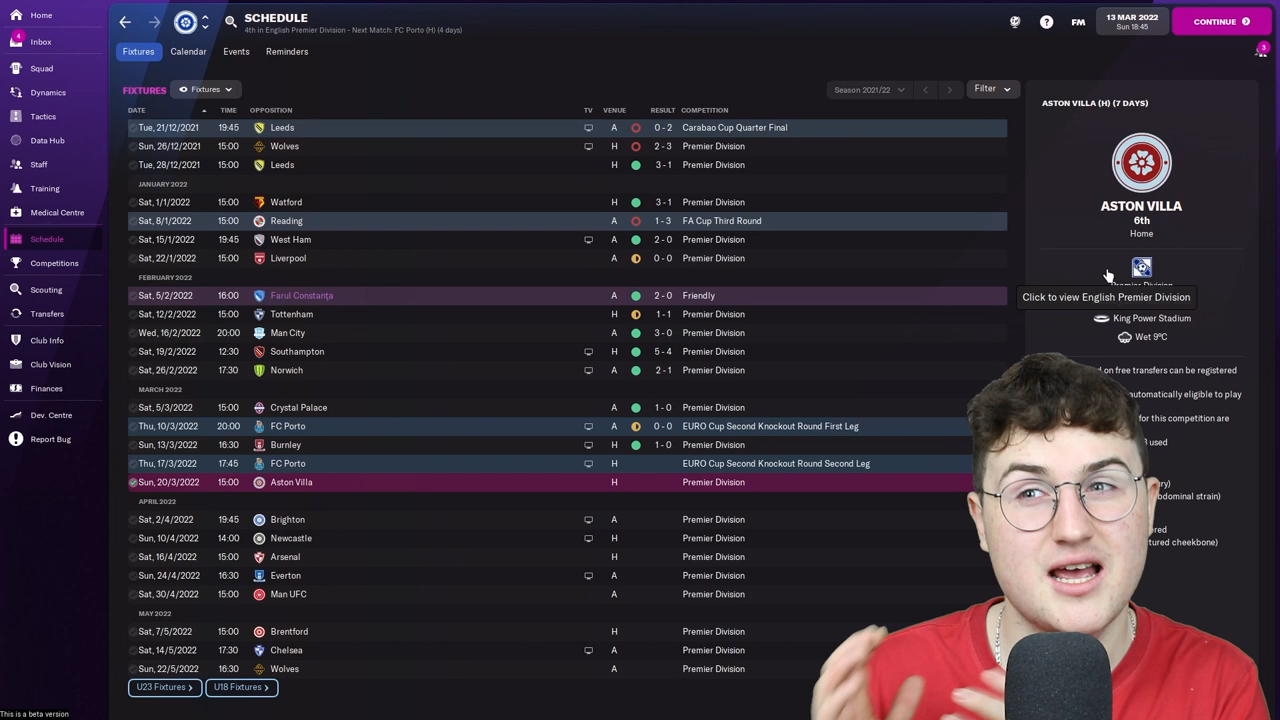 Home
4
Inbox
Squad
Dynamics
Tactics
Data Hub
Staff
Training
Medical Centre
Schedule
Competitions
Scouting
Transfers
Club Info
Club Vision
Finances
Dev. Centre
Report Bug
This is a beta version
SCHEDULE
4th in English Premier Division - Next Match: FC Porto (H) (4 days)
?
FM
13 MAR 2022
Sun 18:45
CONTINUE
3
Fixtures
Calendar
Events
Reminders
FIXTURES
Fixtures
Season 2021/22
Filter
DATE TIME OPPOSITION TV VENUE RESULT COMPETITION
Tue, 21/12/2021 19:45 Leeds A 0 - 2 Carabao Cup Quarter Final
Sun, 26/12/2021 15:00 Wolves H 2 - 3 Premier Division
Tue, 28/12/2021 15:00 Leeds H 3 - 1 Premier Division
JANUARY 2022
Sat, 1/1/2022 15:00 Watford H 3 - 1 Premier Division
Sat, 8/1/2022 15:00 Reading A 1 - 3 FA Cup Third Round
Sat, 15/1/2022 19:45 West Ham A 2 - 0 Premier Division
Sat, 22/1/2022 15:00 Liverpool A 0 - 0 Premier Division
FEBRUARY 2022
Sat, 5/2/2022 16:00 Farul Constanța A 2 - 0 Friendly
Sat, 12/2/2022 15:00 Tottenham H 1 - 1 Premier Division
Wed, 16/2/2022 20:00 Man City A 3 - 0 Premier Division
Sat, 19/2/2022 12:30 Southampton H 5 - 4 Premier Division
Sat, 26/2/2022 17:30 Norwich A 2 - 1 Premier Division
MARCH 2022
Sat, 5/3/2022 15:00 Crystal Palace A 1 - 0 Premier Division
Thu, 10/3/2022 20:00 FC Porto A 0 - 0 EURO Cup Second Knockout Round First Leg
Sun, 13/3/2022 16:30 Burnley H 1 - 0 Premier Division
Thu, 17/3/2022 17:45 FC Porto H EURO Cup Second Knockout Round Second Leg
Sun, 20/3/2022 15:00 Aston Villa H Premier Division
APRIL 2022
Sat, 2/4/2022 19:45 Brighton A Premier Division
Sun, 10/4/2022 14:00 Newcastle H Premier Division
Sat, 16/4/2022 15:00 Arsenal H Premier Division
Sun, 24/4/2022 16:30 Everton A Premier Division
Sat, 30/4/2022 15:00 Man UFC A Premier Division
MAY 2022
Sat, 7/5/2022 15:00 Brentford H Premier Division
Sat, 14/5/2022 17:30 Chelsea A Premier Division
Sun, 22/5/2022 16:30 Wolves A Premier Division
U23 Fixtures
U18 Fixtures
ASTON VILLA (H) (7 DAYS)
ASTON VILLA
6th
Home
Premier Division
Click to view English Premier Division
King Power Stadium
Wet 9ºC
on free transfers can be registered
automatically eligible to play
for this competition are
used